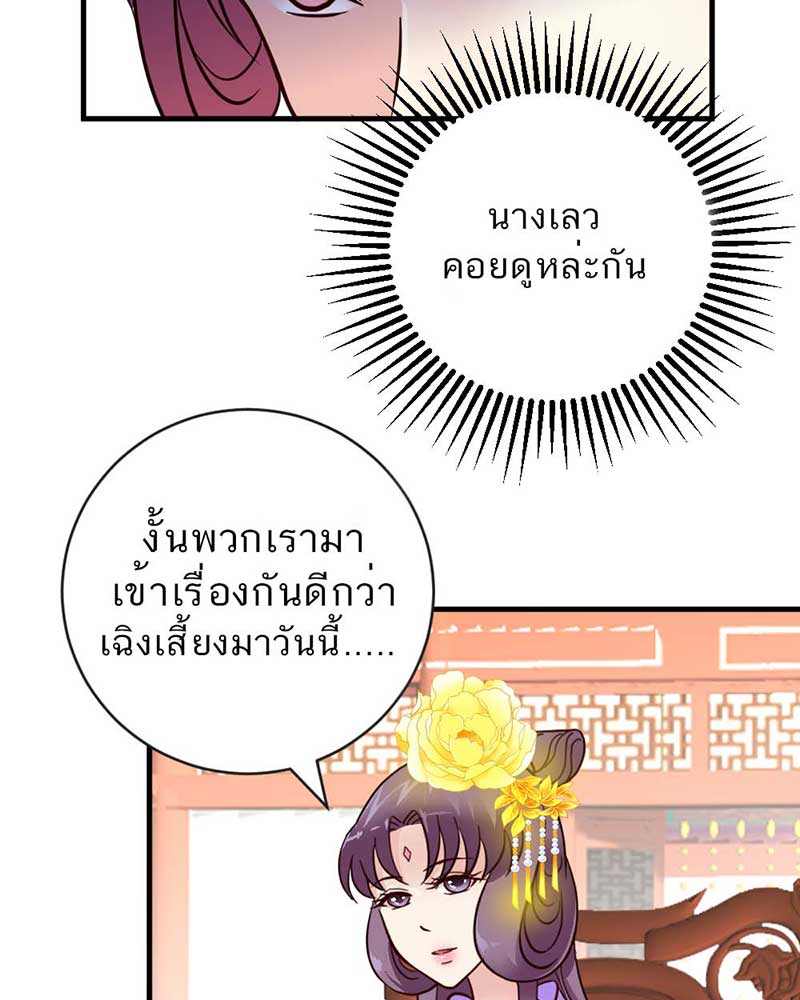 นางเลว
คอยดูหล่ะกัน
งั้นพวกเรามา
เข้าเรื่องกันดีกว่า
เฉิงเสี้ยงมาวันนี้.....